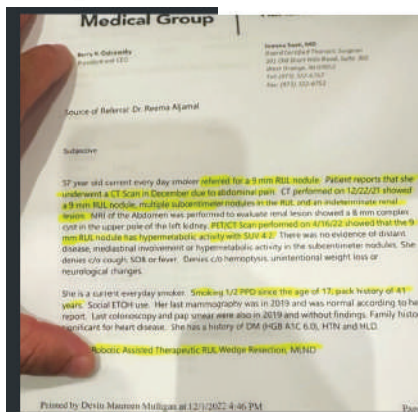 Medical Group
Barry H. Ostrowsky
President and CEO
Board Certified Thoracic Surgeon
Source of Referral: Dr. Reema Aljamal
Subjective
57 year old current every day smoker referred for a 9 mm RUL nodule. Patient reports that she
underwent a CT Scan in December due to abdominal pain. CT performed on 12/22/21 showed
a 9 mm RUL nodule, multiple subcentimeter nodules in the RUL and an indeterminate renal
lesion. MRI of the Abdomen was performed to evaluate renal lesion showed a 8 mm complex
cyst in the upper pole of the left kidney. PET/CT Scan performed on 4/16/22 showed that the 9
mm RUL nodule has hypermetabolic activity with SUV 4.2. There was no evidence of distant
disease, mediastinal involvement or hypermetabolic activity in the subcentimeter nodules. She
denies c/o cough, SOB or fever. Denies c/o hemoptysis, unintentional weight loss or
neurological changes.
She is a current everyday smoker. Smoking 1/2 PPD since the age of 17, pack history of 41
years. Social ETOH use. Her last mammography was in 2019 and was normal according to her
report. Last colonoscopy and pap smear were also in 2019 and without findings. Family histo
significant for heart disease. She has a history of DM (HGB A1C 6.0), HTN and HLD.
Robotic Assisted Therapeutic RUL Wedge Resection, MLND
Printed by Devin Maureen Mulligan at 12/1/2022 4:46 PM